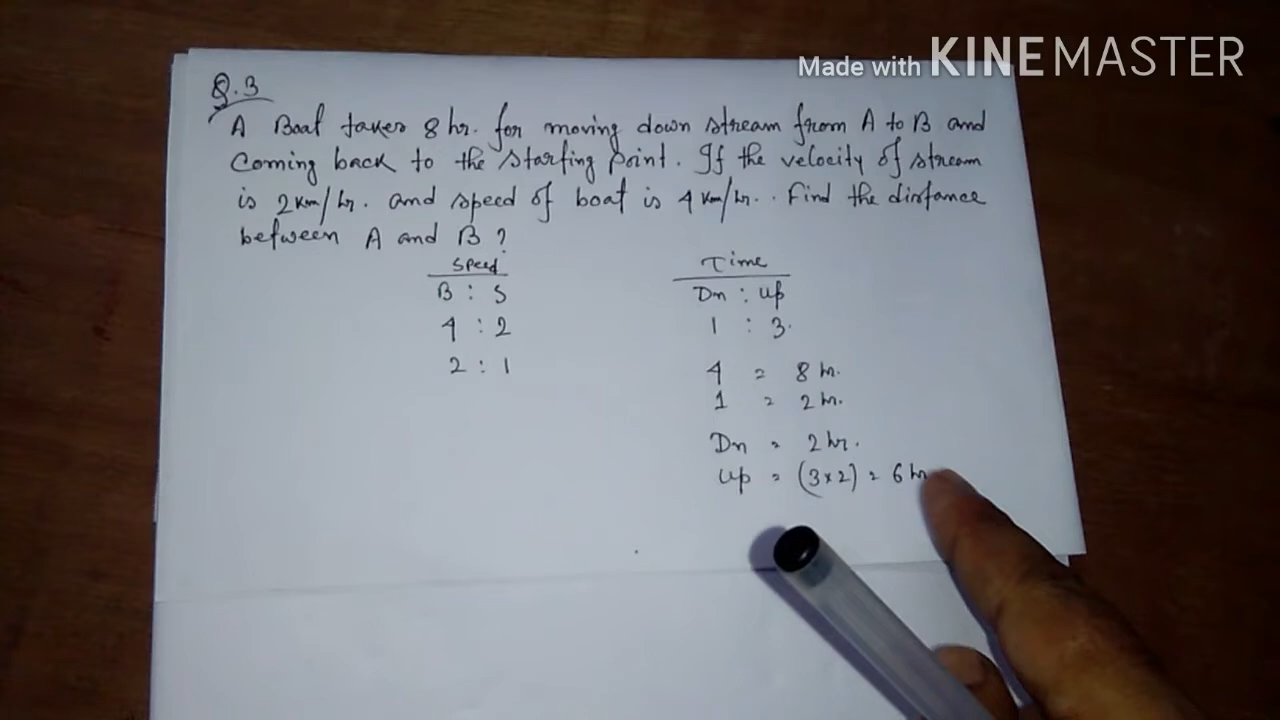 Made with KINEMASTER
Q.3
A Boat takes 8 hr. for moving down stream from A to B and
Coming back to the starting point. If the velocity of stream
is 2 Km/hr. and speed of boat is 4 Km/hr.. Find the distance
between A and B?
Speed
B : S
4 : 2
2 : 1
Time
Dn : up
1 : 3.
4 = 8 hr.
1 = 2 hr.
Dn = 2 hr.
up = (3×2) = 6 hr